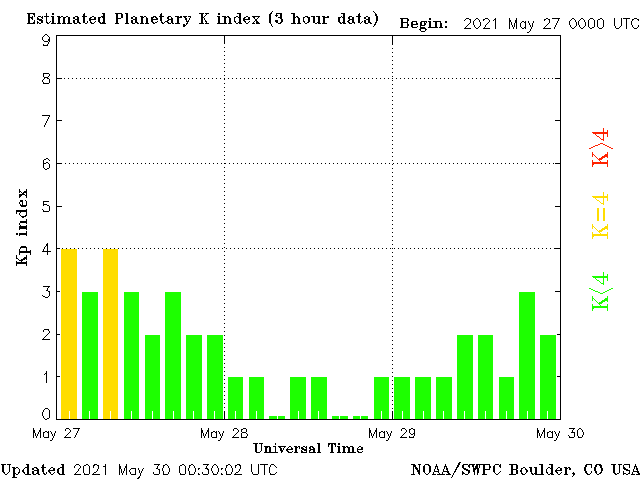 Estimated Planetary K index (3 hour data)
Begin: 2021 May 27 0000 UTC
9
8
7
6
5
4
3
2
1
0
Kp index
K>4
K=4
K<4
May 27
May 28
May 29
May 30
Universal Time
Updated 2021 May 30 00:30:02 UTC
NOAA/SWPC Boulder, CO USA